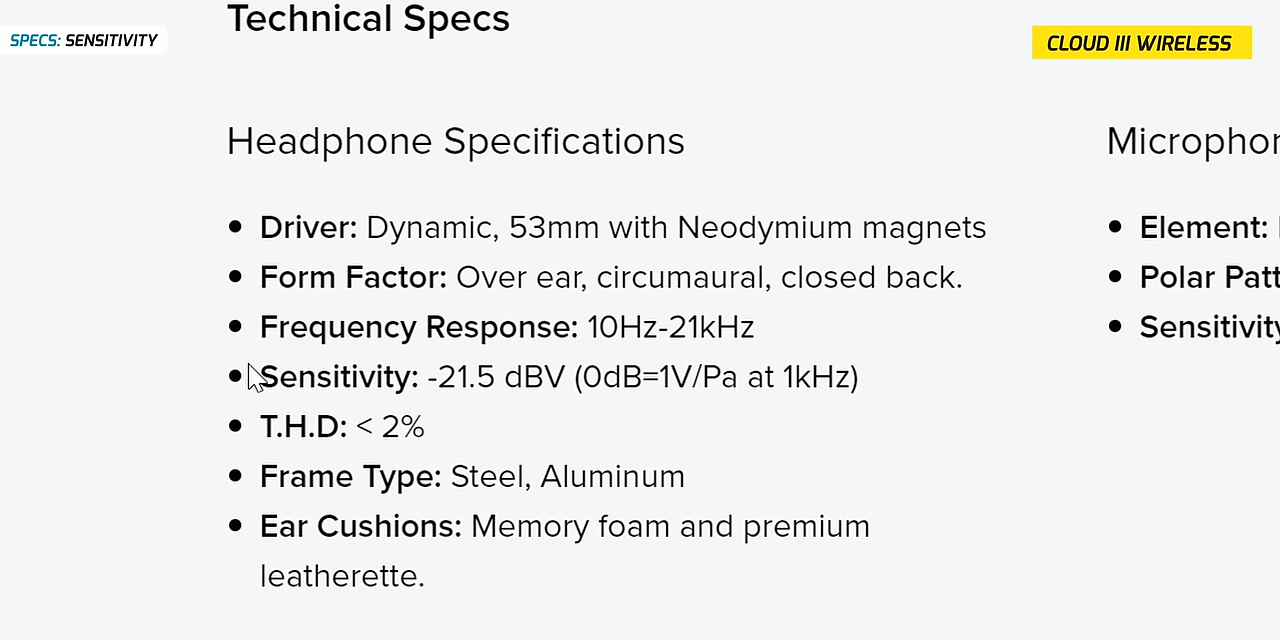 Technical Specs
SPECS: SENSITIVITY
CLOUD III WIRELESS
Headphone Specifications
Driver: Dynamic, 53mm with Neodymium magnets
Form Factor: Over ear, circumaural, closed back.
Frequency Response: 10Hz-21kHz
Sensitivity: -21.5 dBV (0dB=1V/Pa at 1kHz)
T.H.D: < 2%
Frame Type: Steel, Aluminum
Ear Cushions: Memory foam and premium
leatherette.
Element:
Polar
Sensitivity